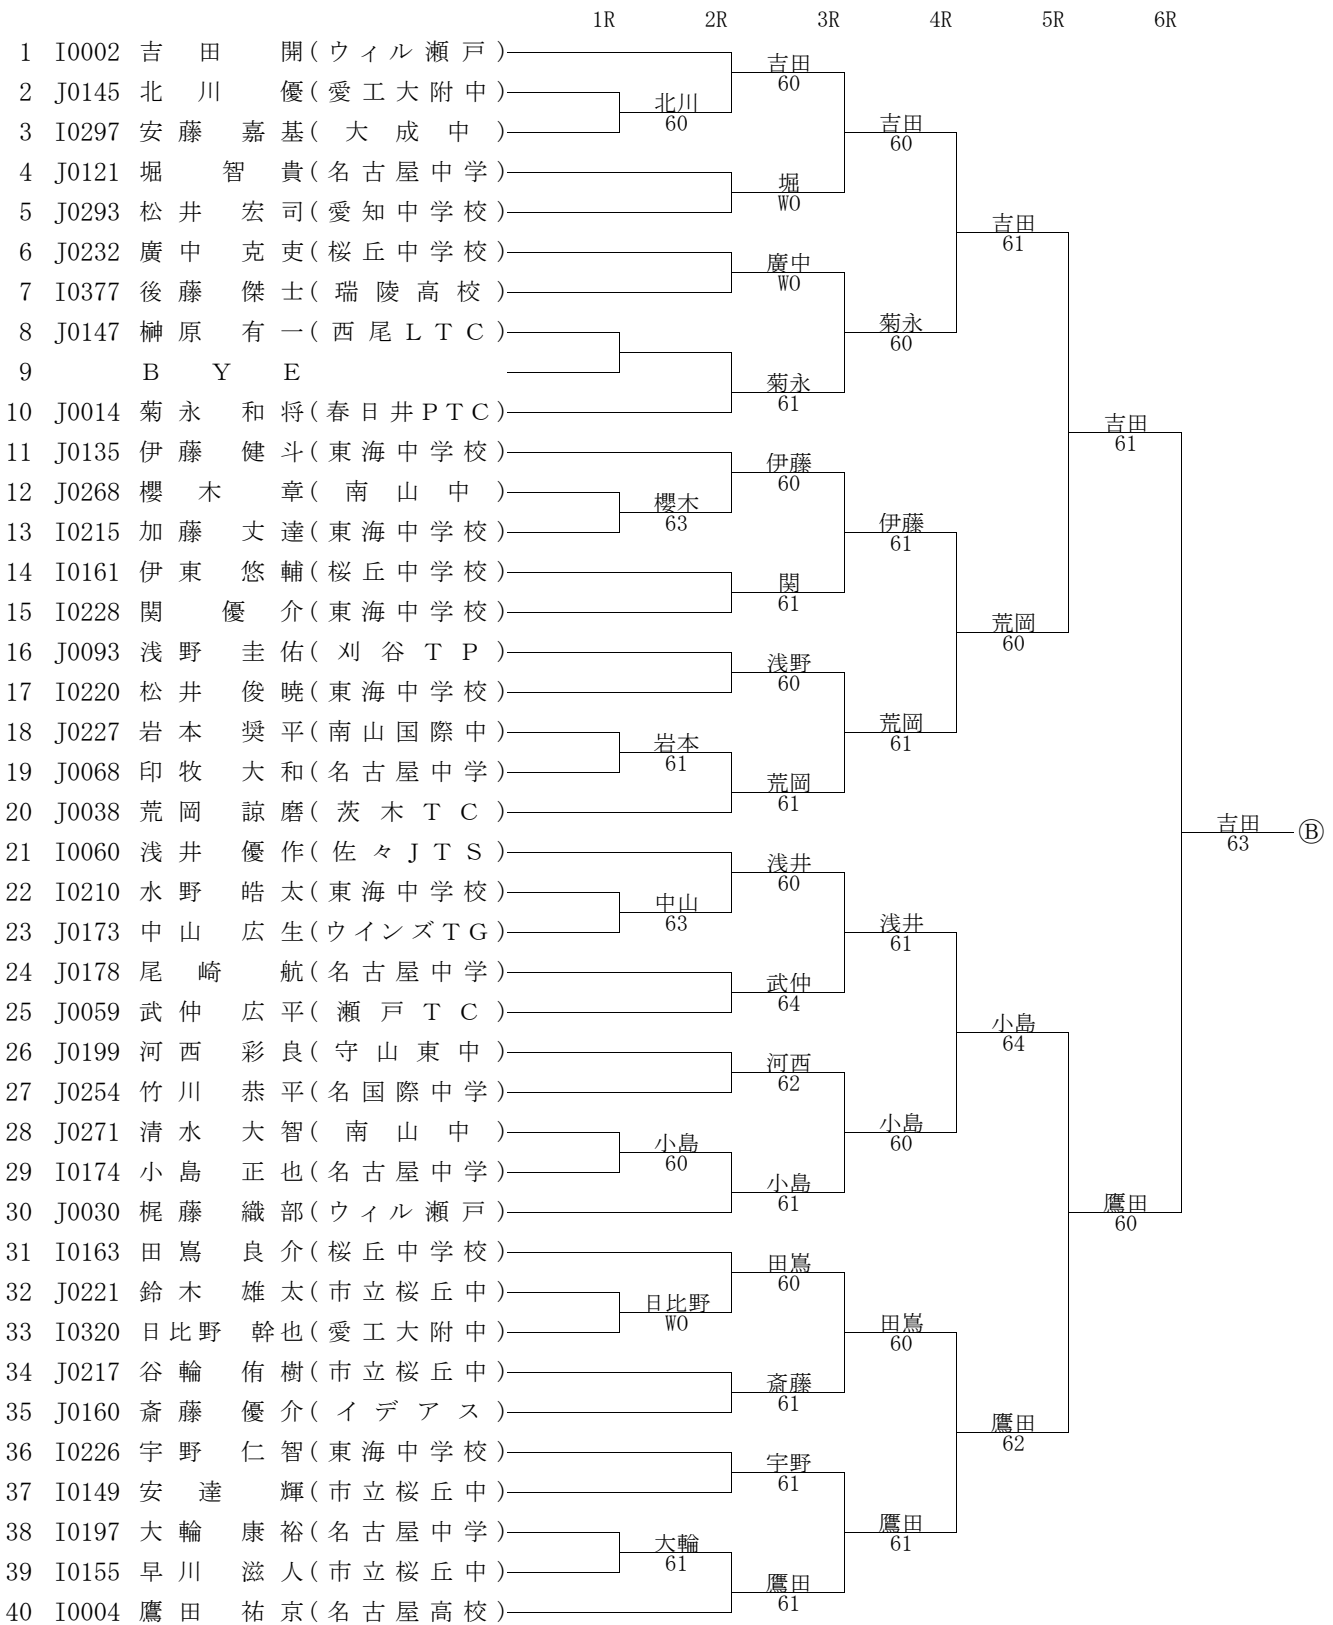 1R 2R 3R 4R 5R 6R
1 I0002 吉田 開(ウィル瀬戸)
吉田
60
2 J0145 北川 優(愛工大附中)
北川
60
3 I0297 安藤 嘉基(大成中)
吉田
60
4 J0121 堀 智貴(名古屋中学)
堀
WO
5 J0293 松井 宏司(愛知中学校)
吉田
61
6 J0232 廣中 克吏(桜丘中学校)
廣中
WO
7 I0377 後藤 傑士(瑞陵高校)
8 J0147 榊原 有一(西尾LTC)
菊永
60
9 BYE
菊永
61
10 J0014 菊永 和将(春日井PTC)
吉田
61
11 J0135 伊藤 健斗(東海中学校)
伊藤
60
12 J0268 櫻木 章(南山中)
櫻木
63
13 I0215 加藤 丈達(東海中学校)
伊藤
61
14 I0161 伊東 悠輔(桜丘中学校)
関
61
15 I0228 関 優介(東海中学校)
荒岡
60
16 J0093 浅野 圭佑(刈谷TP)
浅野
60
17 I0220 松井 俊暁(東海中学校)
18 J0227 岩本 奨平(南山国際中)
岩本
61
荒岡
61
19 J0068 印牧 大和(名古屋中学)
荒岡
61
20 J0038 荒岡 諒磨(茨木TC)
吉田
63
Ⓑ
21 I0060 浅井 優作(佐々JTS)
浅井
60
22 I0210 水野 皓太(東海中学校)
中山
63
23 J0173 中山 広生(ウインズTG)
浅井
61
24 J0178 尾崎 航(名古屋中学)
武仲
64
25 J0059 武仲 広平(瀬戸TC)
小島
64
26 J0199 河西 彩良(守山東中)
河西
62
27 J0254 竹川 恭平(名国際中学)
28 J0271 清水 大智(南山中)
小島
60
小島
60
29 I0174 小島 正也(名古屋中学)
小島
61
30 J0030 梶藤 織部(ウィル瀬戸)
鷹田
60
31 I0163 田嶌 良介(桜丘中学校)
田嶌
60
32 J0221 鈴木 雄太(市立桜丘中)
日比野
WO
33 I0320 日比野 幹也(愛工大附中)
田嶌
60
34 J0217 谷輪 侑樹(市立桜丘中)
斎藤
61
35 J0160 斎藤 優介(イデアス)
鷹田
62
36 I0226 宇野 仁智(東海中学校)
宇野
61
37 I0149 安達 輝(市立桜丘中)
38 I0197 大輪 康裕(名古屋中学)
大輪
61
鷹田
61
39 I0155 早川 滋人(市立桜丘中)
鷹田
61
40 I0004 鷹田 祐京(名古屋高校)